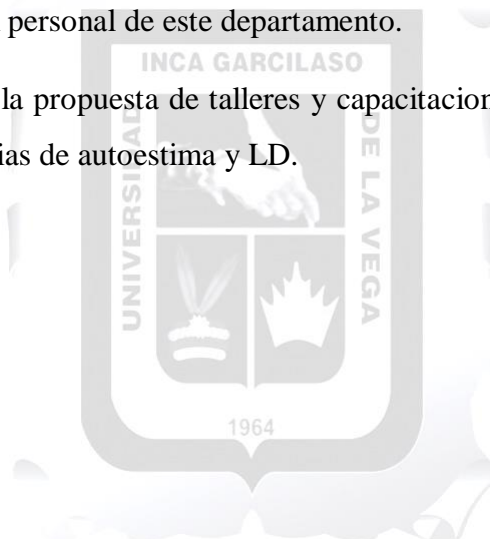 personal de este departamento.
INCA GARCILASO
la propuesta de talleres y capacitacion
ias de autoestima y LD.
UNIVERSIDAD
DE LA VEGA
1964